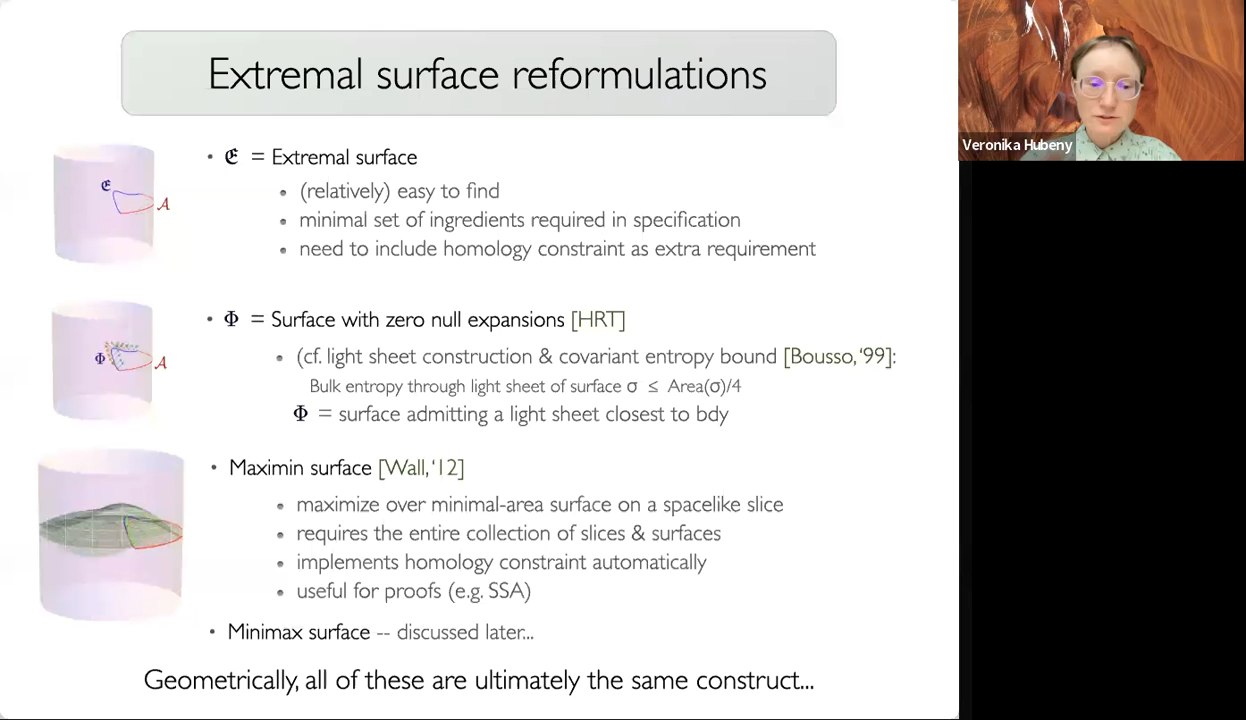 Extremal surface reformulations
Veronika Hubeny
• 𝕰 = Extremal surface
• (relatively) easy to find
• minimal set of ingredients required in specification
• need to include homology constraint as extra requirement
𝕰
𝒜
• Φ = Surface with zero null expansions [HRT]
• (cf. light sheet construction & covariant entropy bound [Bousso,'99]:
Bulk entropy through light sheet of surface σ ≤ Area(σ)/4
Φ = surface admitting a light sheet closest to bdy
Φ
𝒜
• Maximin surface [Wall,'12]
• maximize over minimal-area surface on a spacelike slice
• requires the entire collection of slices & surfaces
• implements homology constraint automatically
• useful for proofs (e.g. SSA)
• Minimax surface -- discussed later...
Geometrically, all of these are ultimately the same construct...